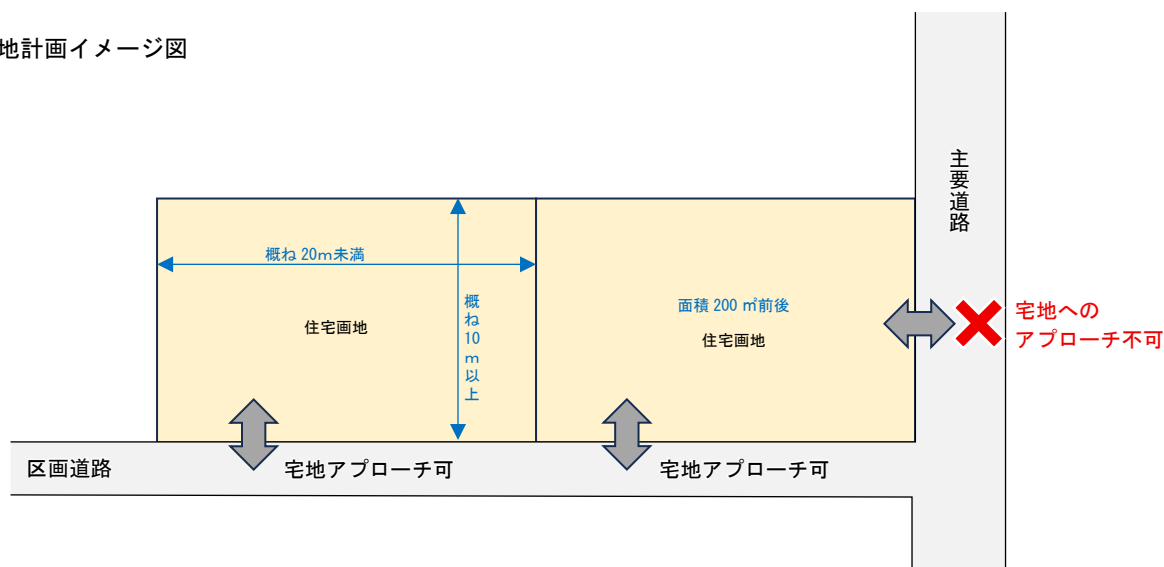 地計画イメージ図
主要道路
概ね 20m未満
概ね10m以上
面積 200 ㎡前後
住宅画地
住宅画地
宅地への
アプローチ不可
区画道路
宅地アプローチ可
宅地アプローチ可